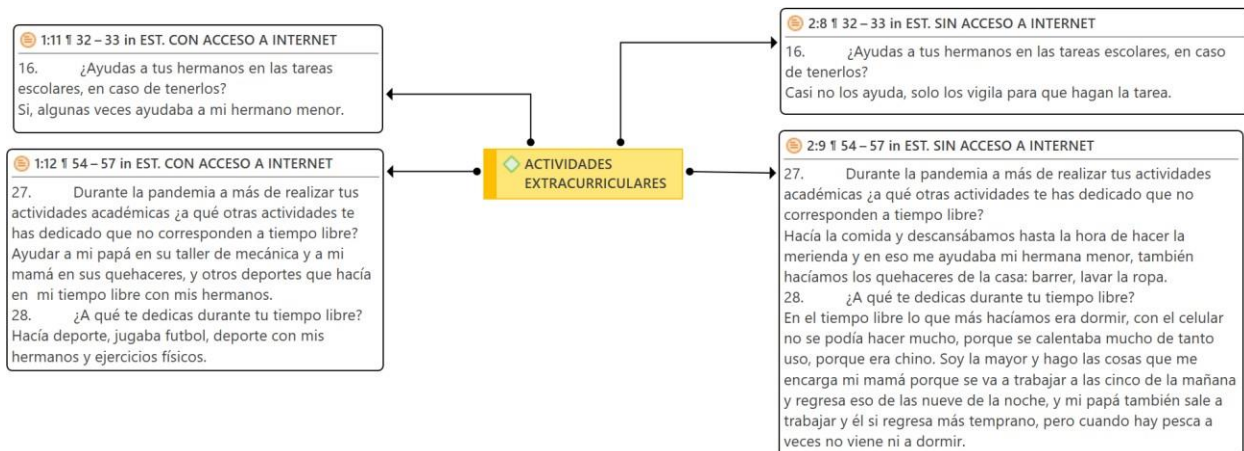 1:11 ¶ 32 – 33 in EST. CON ACCESO A INTERNET
16. ¿Ayudas a tus hermanos en las tareas
escolares, en caso de tenerlos?
Si, algunas veces ayudaba a mi hermano menor.
1:12 ¶ 54 – 57 in EST. CON ACCESO A INTERNET
27. Durante la pandemia a más de realizar tus
actividades académicas ¿a qué otras actividades te
has dedicado que no corresponden a tiempo libre?
Ayudar a mi papá en su taller de mecánica y a mi
mamá en sus quehaceres, y otros deportes que hacía
en mi tiempo libre con mis hermanos.
28. ¿A qué te dedicas durante tu tiempo libre?
Hacía deporte, jugaba futbol, deporte con mis
hermanos y ejercicios físicos.
ACTIVIDADES
EXTRACURRICULARES
2:8 ¶ 32 – 33 in EST. SIN ACCESO A INTERNET
16. ¿Ayudas a tus hermanos en las tareas escolares, en caso
de tenerlos?
Casi no los ayuda, solo los vigila para que hagan la tarea.
2:9 ¶ 54 – 57 in EST. SIN ACCESO A INTERNET
27. Durante la pandemia a más de realizar tus actividades
académicas ¿a qué otras actividades te has dedicado que no
corresponden a tiempo libre?
Hacía la comida y descansábamos hasta la hora de hacer la
merienda y en eso me ayudaba mi hermana menor, también
hacíamos los quehaceres de la casa: barrer, lavar la ropa.
28. ¿A qué te dedicas durante tu tiempo libre?
En el tiempo libre lo que más hacíamos era dormir, con el celular
no se podía hacer mucho, porque se calentaba mucho de tanto
uso, porque era chino. Soy la mayor y hago las cosas que me
encarga mi mamá porque se va a trabajar a las cinco de la mañana
y regresa eso de las nueve de la noche, y mi papá también sale a
trabajar y él si regresa más temprano, pero cuando hay pesca a
veces no viene ni a dormir.